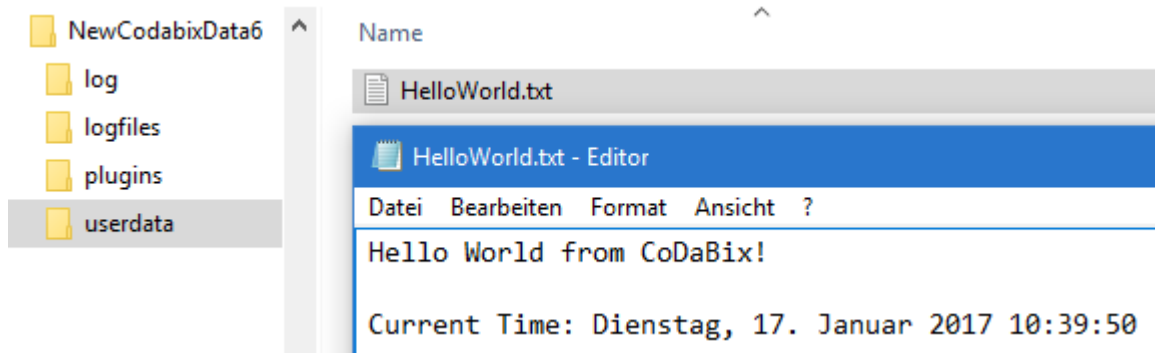 NewCodabixData6
log
logfiles
plugins
userdata
Name
HelloWorld.txt
HelloWorld.txt - Editor
Datei Bearbeiten Format Ansicht ?
Hello World from CoDaBix!
Current Time: Dienstag, 17. Januar 2017 10:39:50